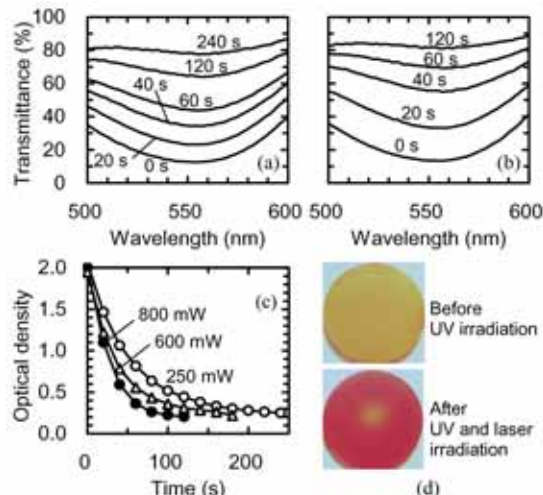 100
80
60
40
20
0
Transmittance (%)
240 s
120 s
40 s
60 s
20 s
0 s
(a)
500
550
600
Wavelength (nm)
120 s
60 s
40 s
20 s
0 s
(b)
500
550
600
Wavelength (nm)
2.0
1.5
1.0
0.5
0.0
Optical density
(c)
800 mW
600 mW
250 mW
0
100
200
Time (s)
Before
UV irradiation
After
UV and laser
irradiation
(d)